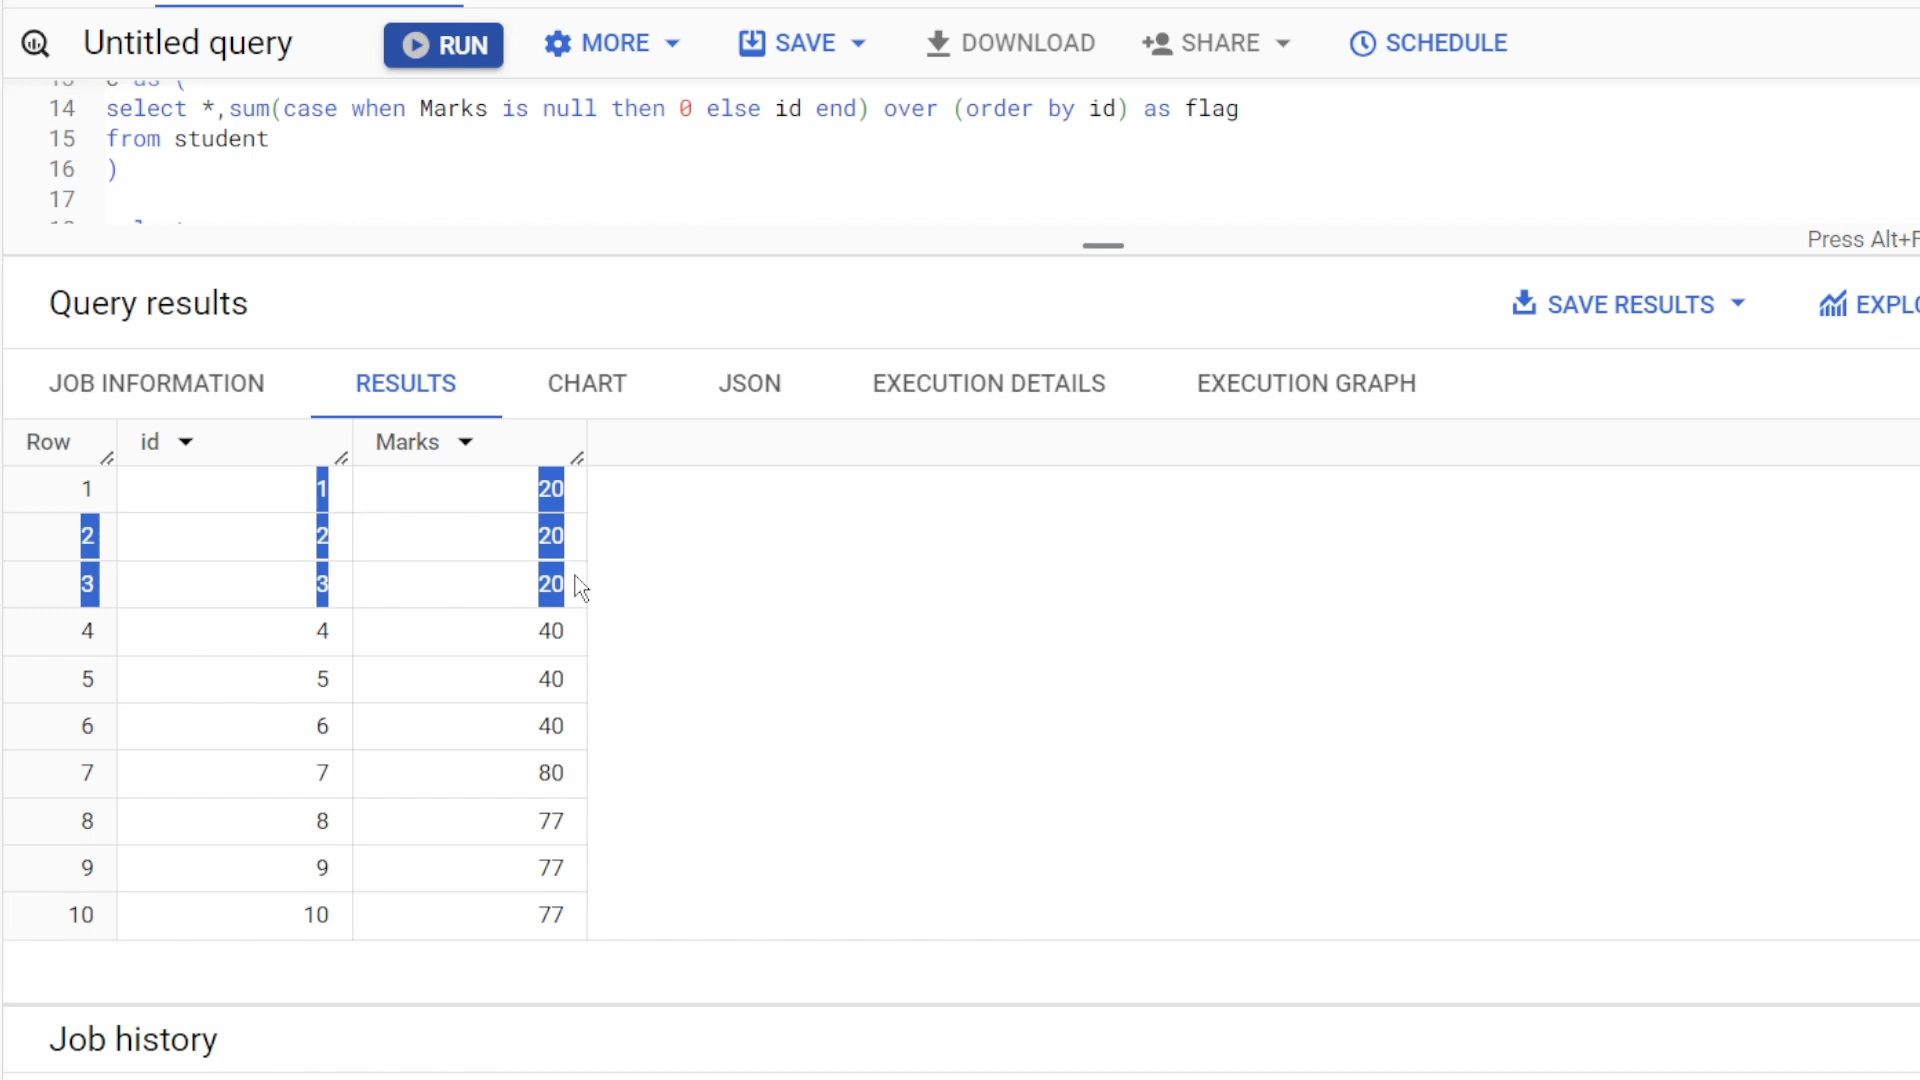 Untitled query RUN MORE SAVE DOWNLOAD SHARE SCHEDULE
14 select *,sum(case when Marks is null then 0 else id end) over (order by id) as flag
15 from student
16 )
17
Press Alt+F
Query results SAVE RESULTS EXPLO
JOB INFORMATION RESULTS CHART JSON EXECUTION DETAILS EXECUTION GRAPH
Row id Marks
1 1 20
2 2 20
3 3 20
4 4 40
5 5 40
6 6 40
7 7 80
8 8 77
9 9 77
10 10 77
Job history